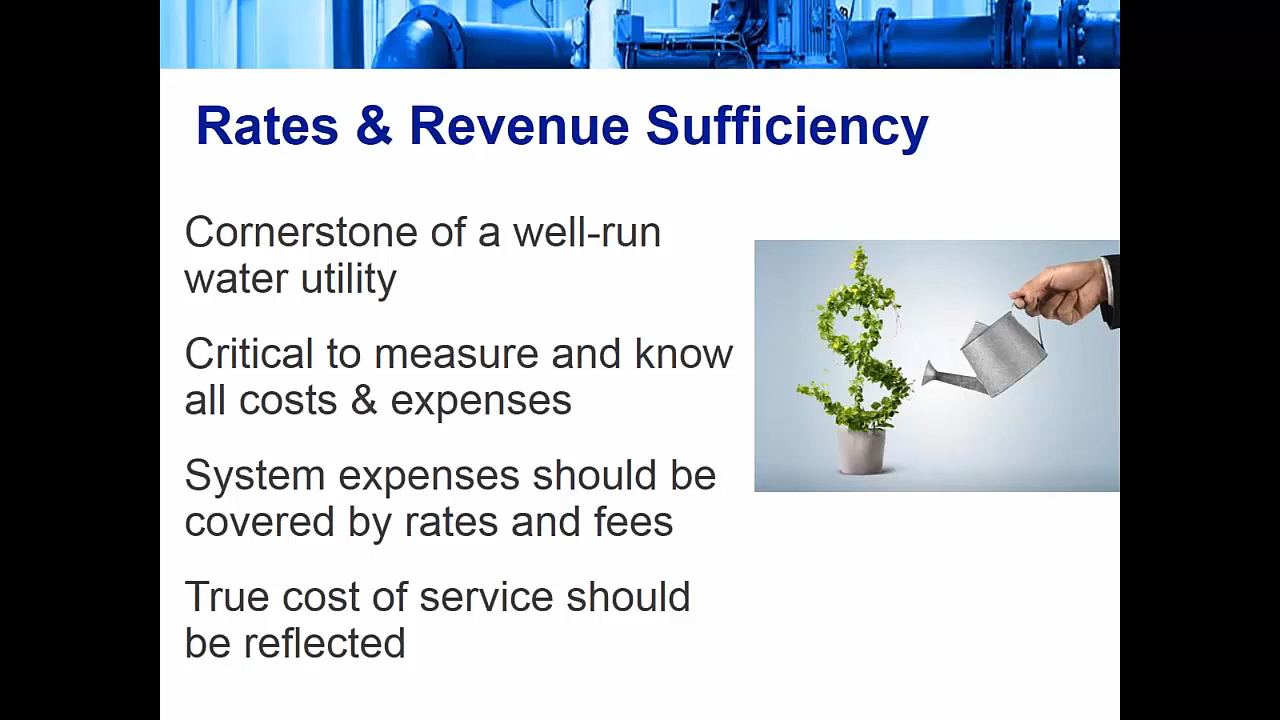 Rates & Revenue Sufficiency
Cornerstone of a well-run
water utility
Critical to measure and know
all costs & expenses
System expenses should be
covered by rates and fees
True cost of service should
be reflected